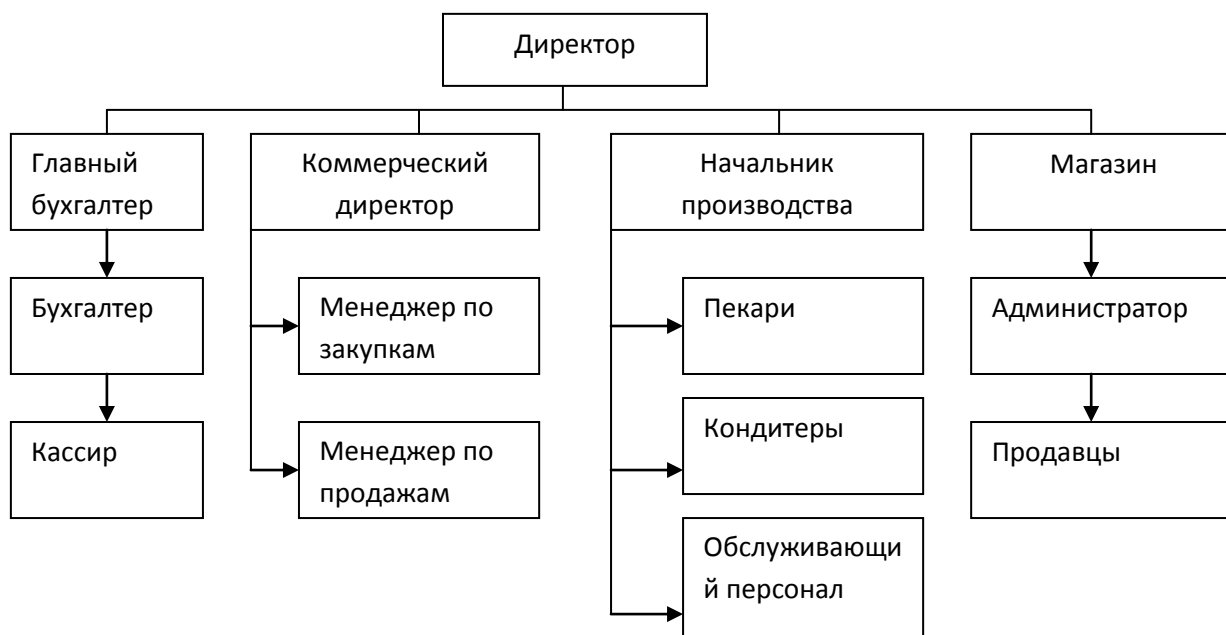 Директор
Главный
бухгалтер
Коммерческий
директор
Начальник
производства
Магазин
Бухгалтер
Менеджер по
закупкам
Пекари
Администратор
Кассир
Менеджер по
продажам
Кондитеры
Продавцы
Обслуживающи
й персонал